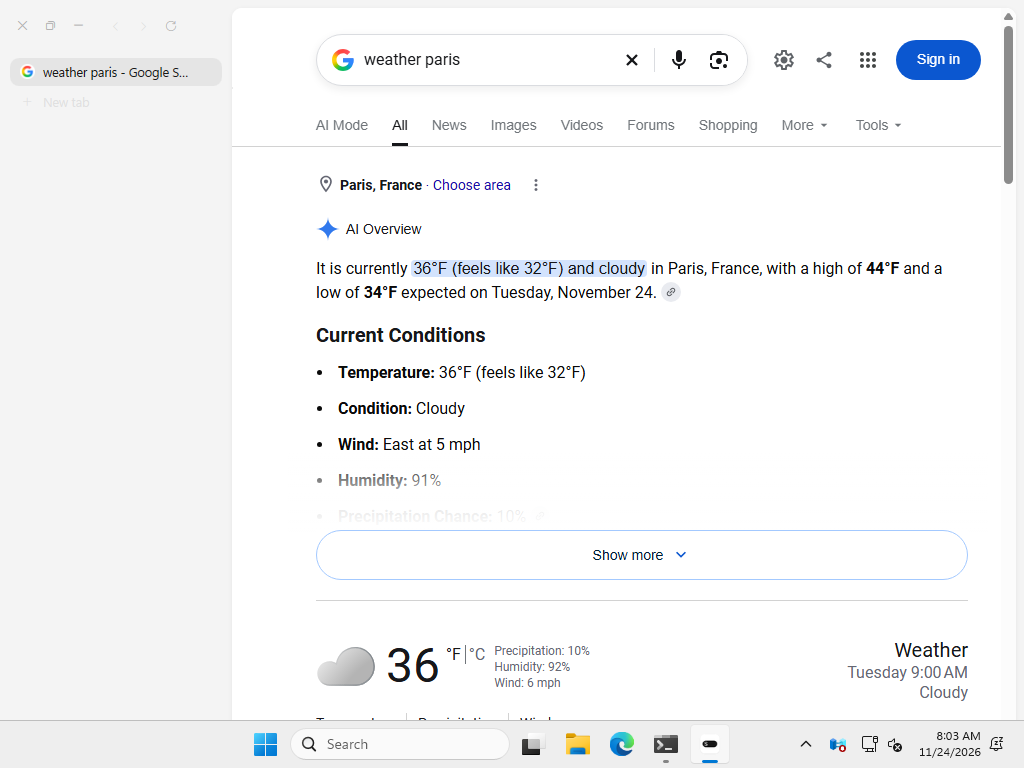 weather paris
Sign in
weather paris - Google S...
New tab
AI Mode All News Images Videos Forums Shopping More Tools
Paris, France · Choose area
AI Overview
It is currently 36°F (feels like 32°F) and cloudy in Paris, France, with a high of 44°F and a
low of 34°F expected on Tuesday, November 24.
Current Conditions
• Temperature: 36°F (feels like 32°F)
• Condition: Cloudy
• Wind: East at 5 mph
• Humidity: 91%
• Precipitation Chance: 10%
Show more
36 °F | °C
Precipitation: 10%
Humidity: 92%
Wind: 6 mph
Weather
Tuesday 9:00 AM
Cloudy
Search
8:03 AM
11/24/2026